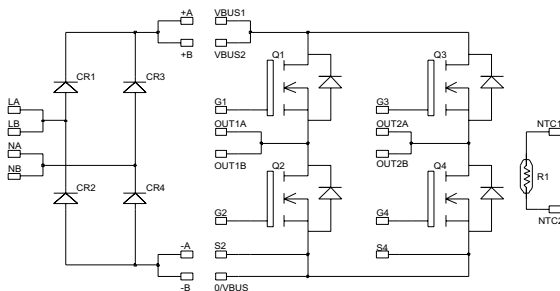 +A VBUS1
+B VBUS2
Q1 Q3
CR1 CR3
LA
G1 G3
LB
OUT1A OUT2A
NTC1
NA
NB
OUT1B OUT2B
Q2 Q4
R1
CR2 CR4
G2 G4
NTC2
-A S2 S4
-B 0/VBUS